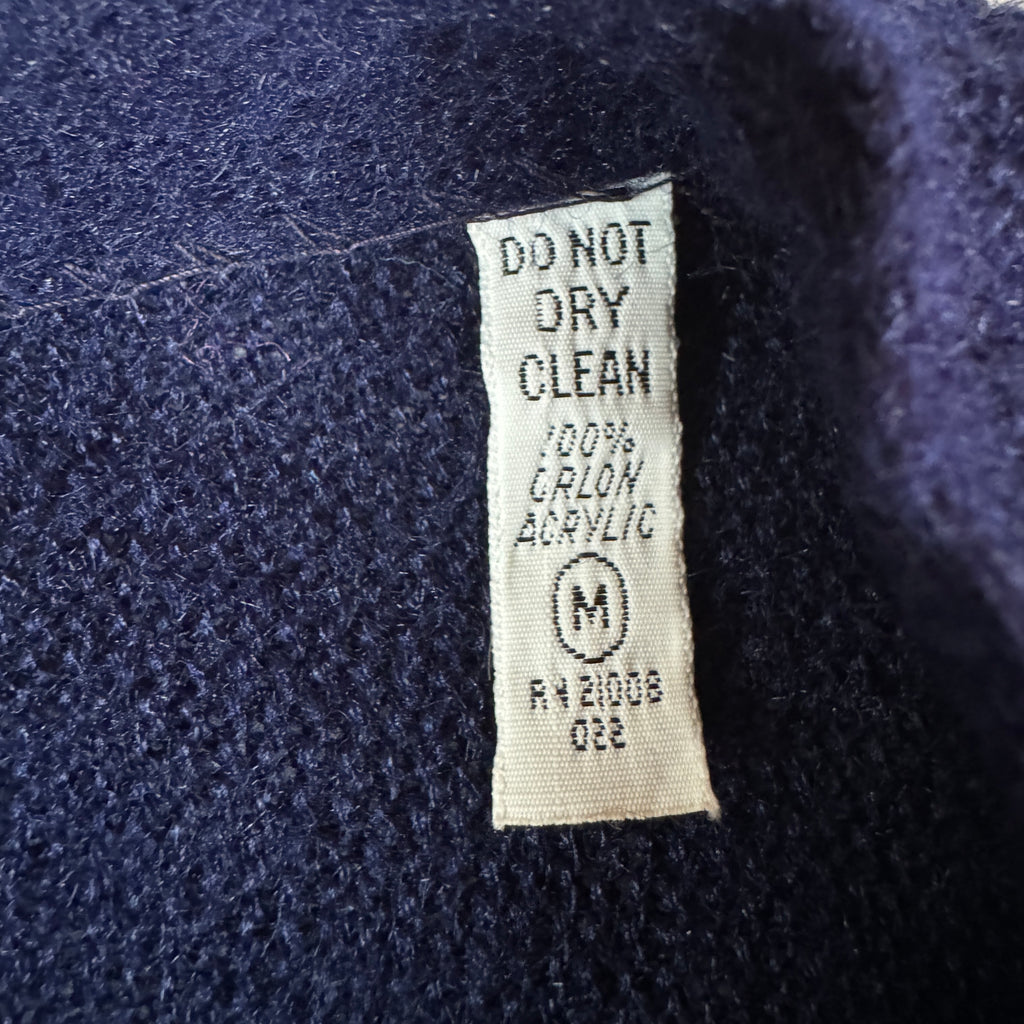 DO NOT
DRY
CLEAN
100%
ORLON
ACRYLIC
M
RN 21008
022